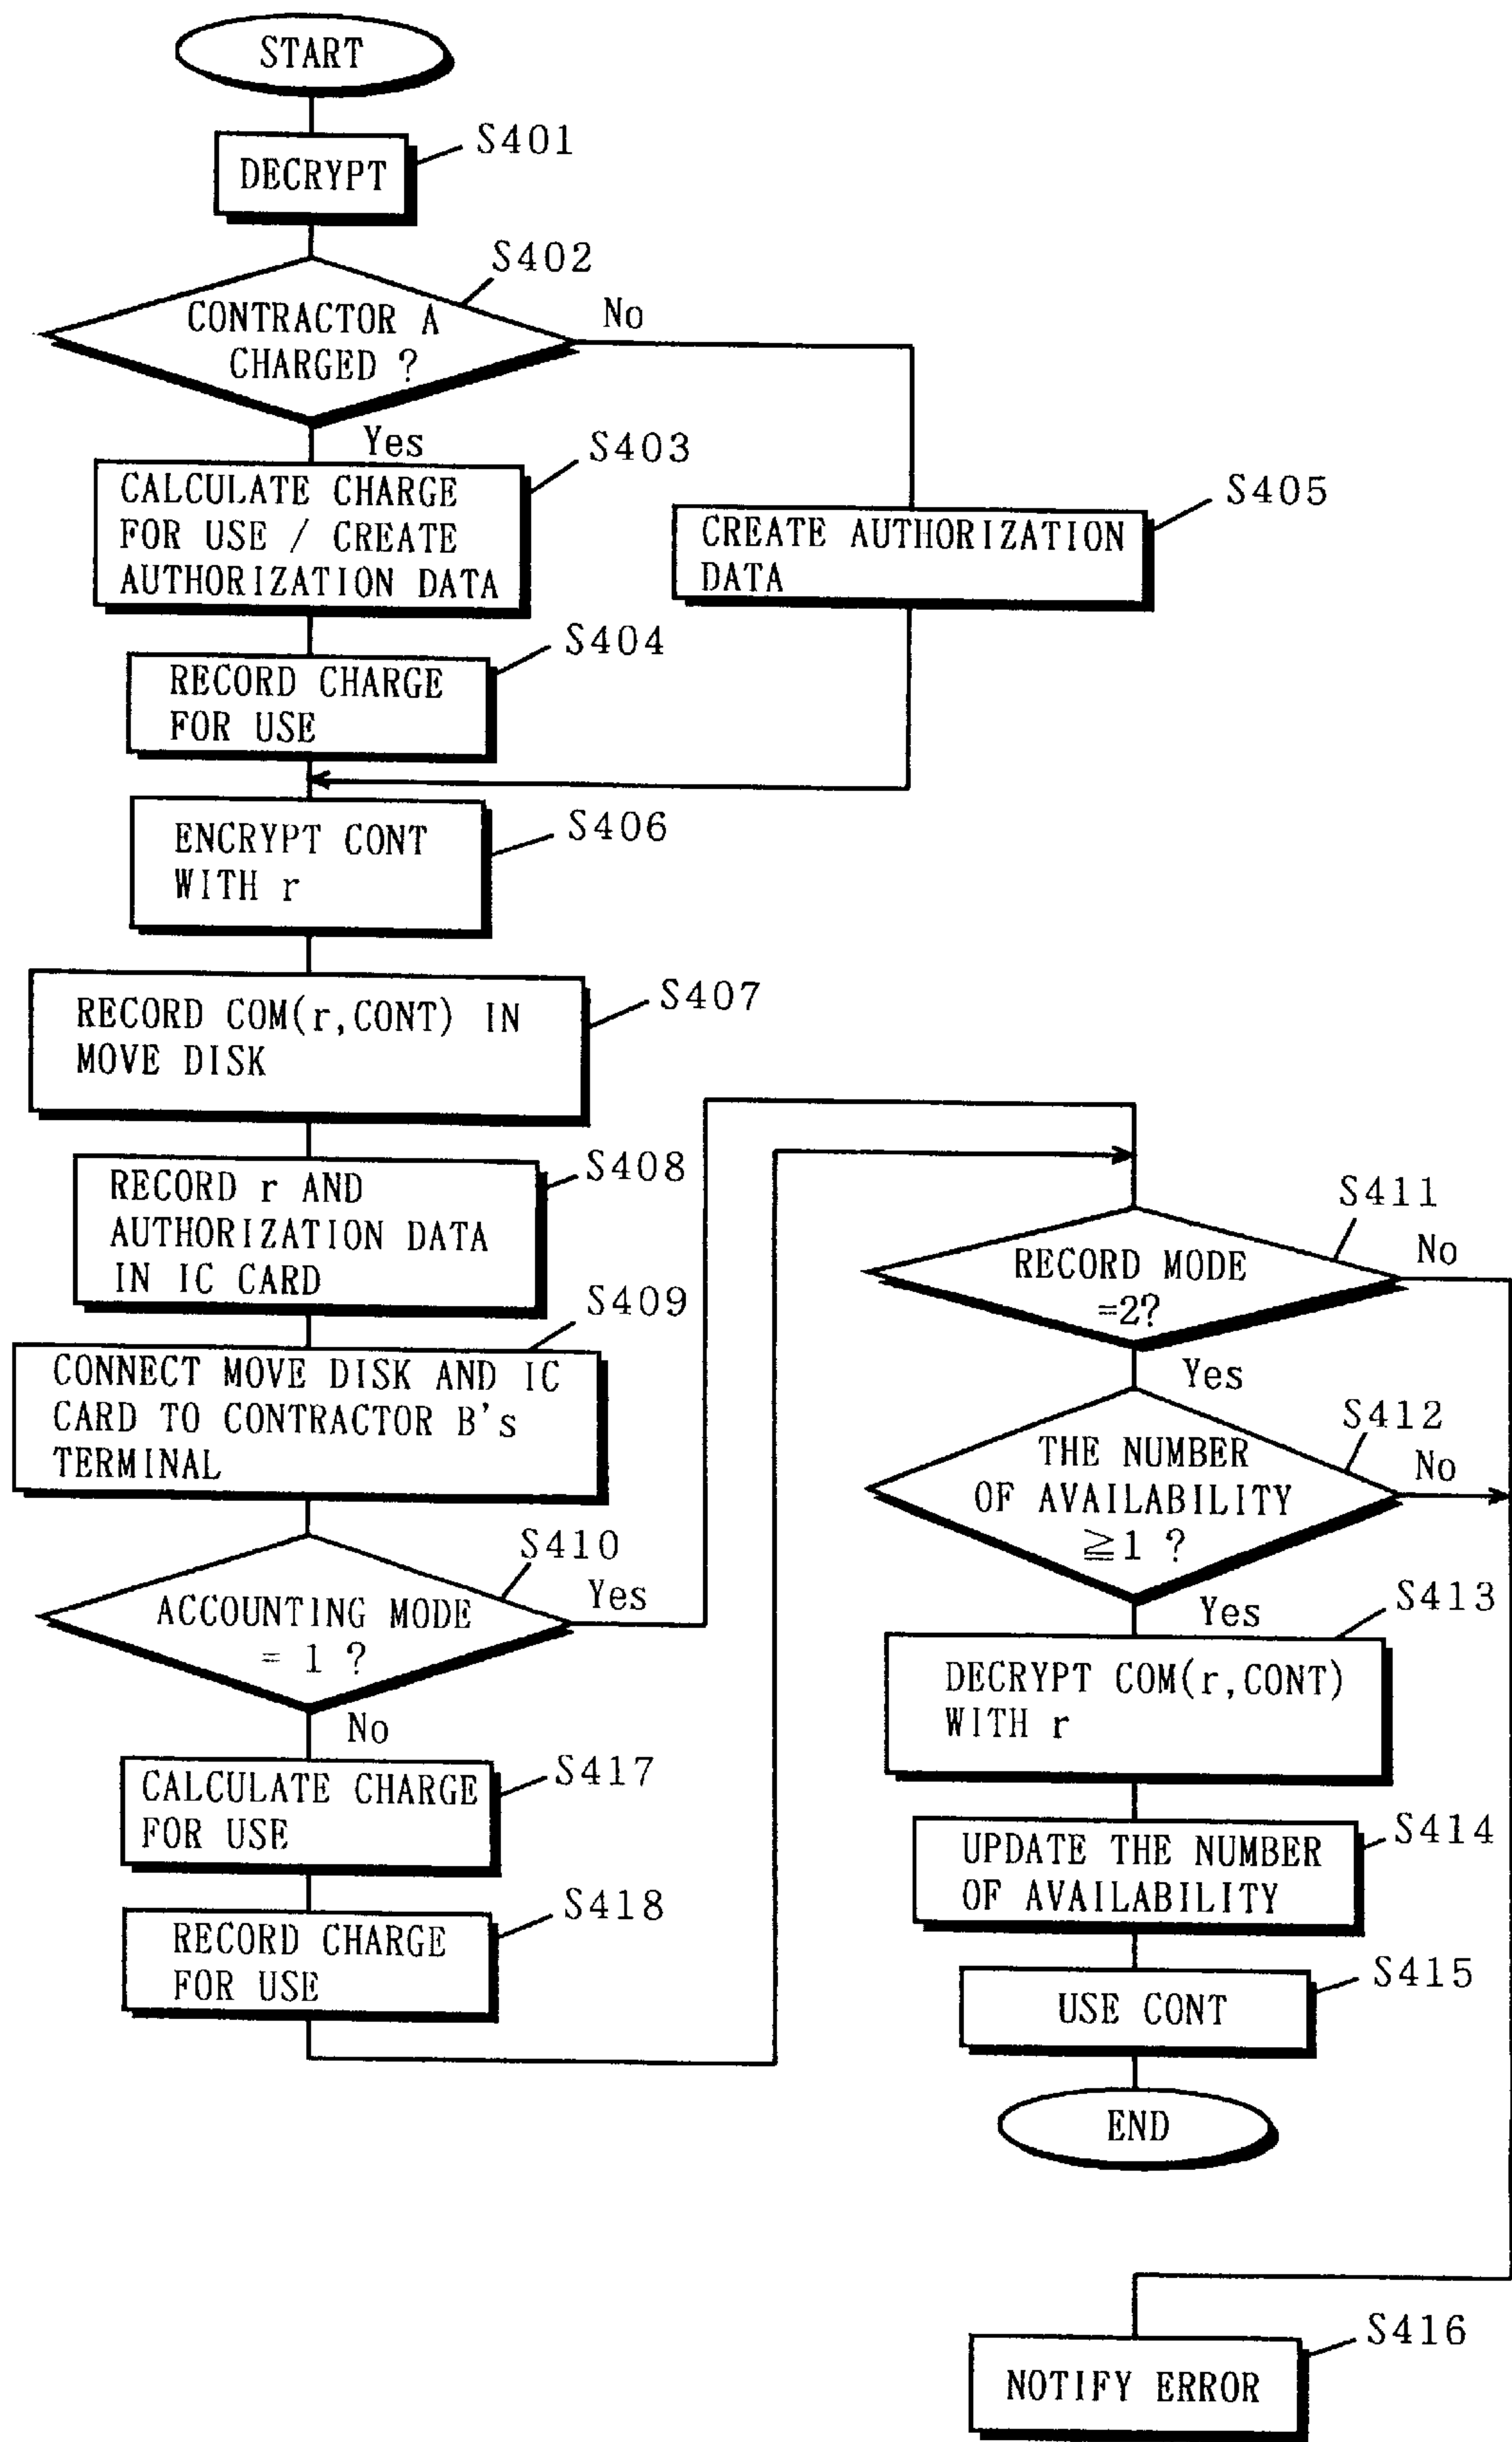 START
S401
DECRYPT
S402
CONTRACTOR A
CHARGED ?
No
Yes
S403
CALCULATE CHARGE
FOR USE / CREATE
AUTHORIZATION DATA
S405
CREATE AUTHORIZATION
DATA
S404
RECORD CHARGE
FOR USE
S406
ENCRYPT CONT
WITH r
S407
RECORD COM(r,CONT) IN
MOVE DISK
S408
RECORD r AND
AUTHORIZATION DATA
IN IC CARD
S409
CONNECT MOVE DISK AND IC
CARD TO CONTRACTOR B's
TERMINAL
S410
ACCOUNTING MODE
= 1 ?
Yes
No
S417
CALCULATE CHARGE
FOR USE
S418
RECORD CHARGE
FOR USE
S411
RECORD MODE
=2?
No
Yes
S412
THE NUMBER
OF AVAILABILITY
≧1 ?
No
Yes
S413
DECRYPT COM(r,CONT)
WITH r
S414
UPDATE THE NUMBER
OF AVAILABILITY
S415
USE CONT
END
S416
NOTIFY ERROR